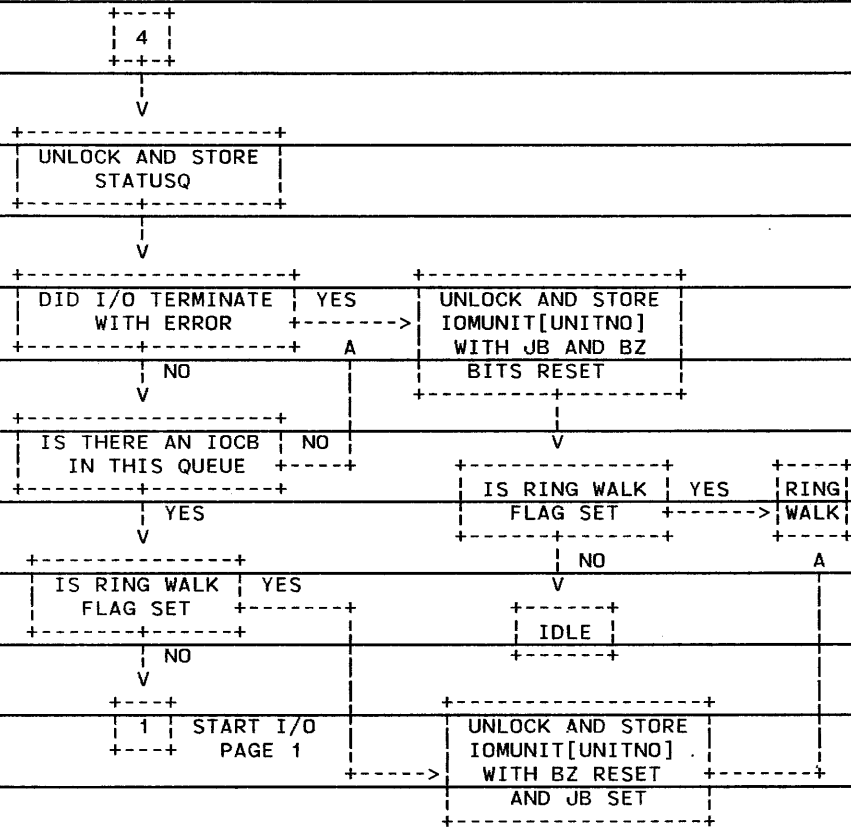 4
UNLOCK AND STORE
STATUSQ
DID I/O TERMINATE
WITH ERROR
YES
UNLOCK AND STORE
IOMUNIT[UNITNO]
WITH JB AND BZ
BITS RESET
NO
IS THERE AN IOCB
IN THIS QUEUE
NO
IS RING WALK
FLAG SET
YES
RING
WALK
YES
NO
IS RING WALK
FLAG SET
YES
IDLE
NO
1
START I/O
PAGE 1
UNLOCK AND STORE
IOMUNIT[UNITNO]
WITH BZ RESET
AND JB SET